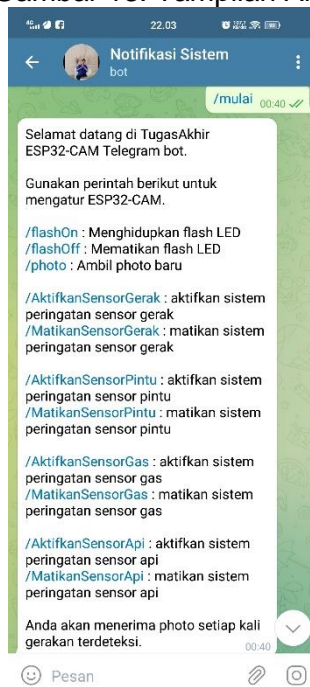 22.03
Notifikasi Sistem
bot
/mulai 00:40
Selamat datang di TugasAkhir
ESP32-CAM Telegram bot.
Gunakan perintah berikut untuk
mengatur ESP32-CAM.
/flashOn : Menghidupkan flash LED
/flashOff : Mematikan flash LED
/photo : Ambil photo baru
/AktifkanSensorGerak : aktifkan sistem
peringatan sensor gerak
/MatikanSensorGerak : matikan sistem
peringatan sensor gerak
/AktifkanSensorPintu : aktifkan sistem
peringatan sensor pintu
/MatikanSensorPintu : matikan sistem
peringatan sensor pintu
/AktifkanSensorGas : aktifkan sistem
peringatan sensor gas
/MatikanSensorGas : matikan sistem
peringatan sensor gas
/AktifkanSensorApi : aktifkan sistem
peringatan sensor api
/MatikanSensorApi : matikan sistem
peringatan sensor api
Anda akan menerima photo setiap kali
gerakan terdeteksi. 00:40
Pesan